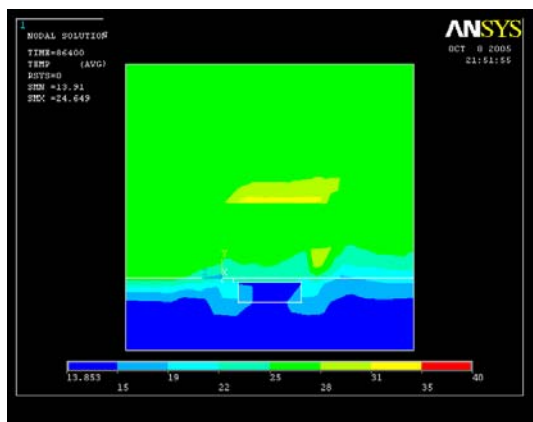 1
NODAL SOLUTION
TIME=86400
TEMP (AVG)
RSYS=0
SMN =13.91
SMX =24.649
ANSYS
OCT 8 2005
21:51:55
Y
X
13.853 15 19 22 25 28 31 35 40